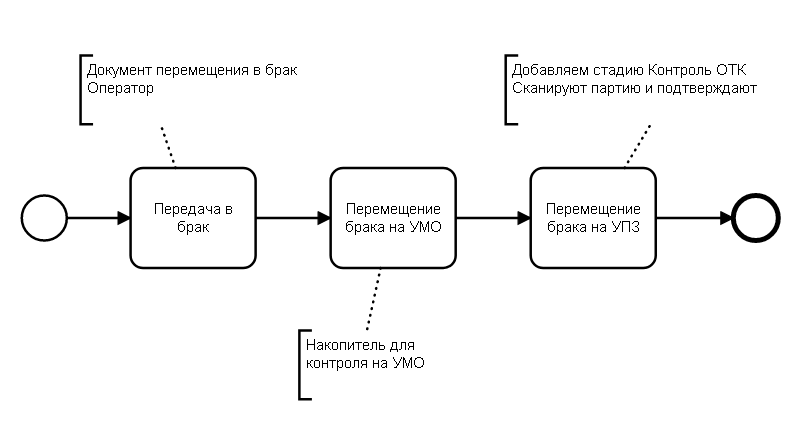 Документ перемещения в брак
Оператор
Добавляем стадию Контроль ОТК
Сканируют партию и подтверждают
Передача в
брак
Перемещение
брака на УМО
Перемещение
брака на УПЗ
Накопитель для
контроля на УМО